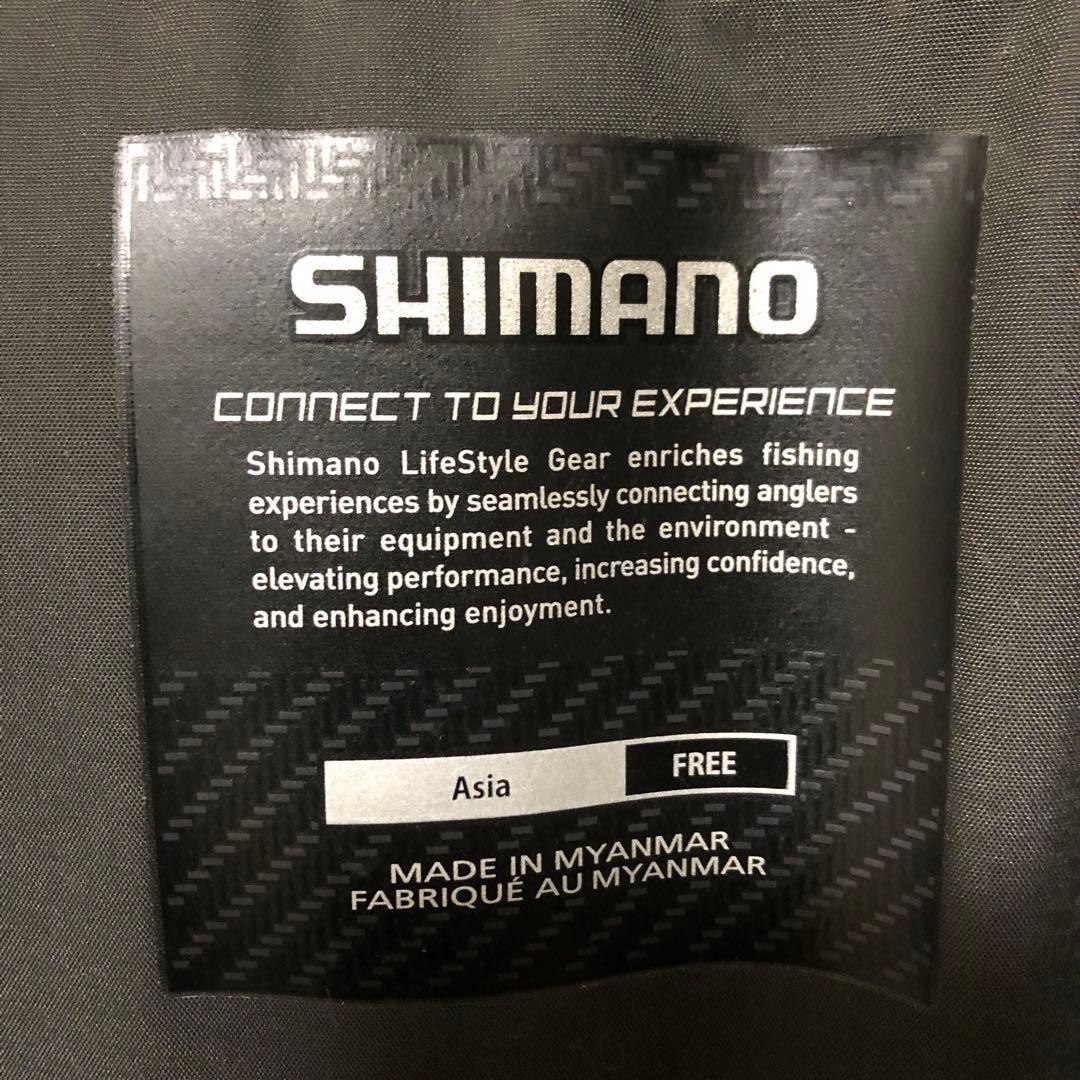 SHIMANO
CONNECT TO YOUR EXPERIENCE
Shimano LifeStyle Gear enriches fishing
experiences by seamlessly connecting anglers
to their equipment and the environment -
elevating performance, increasing confidence,
and enhancing enjoyment.
Asia FREE
MADE IN MYANMAR
FABRIQUÉ AU MYANMAR